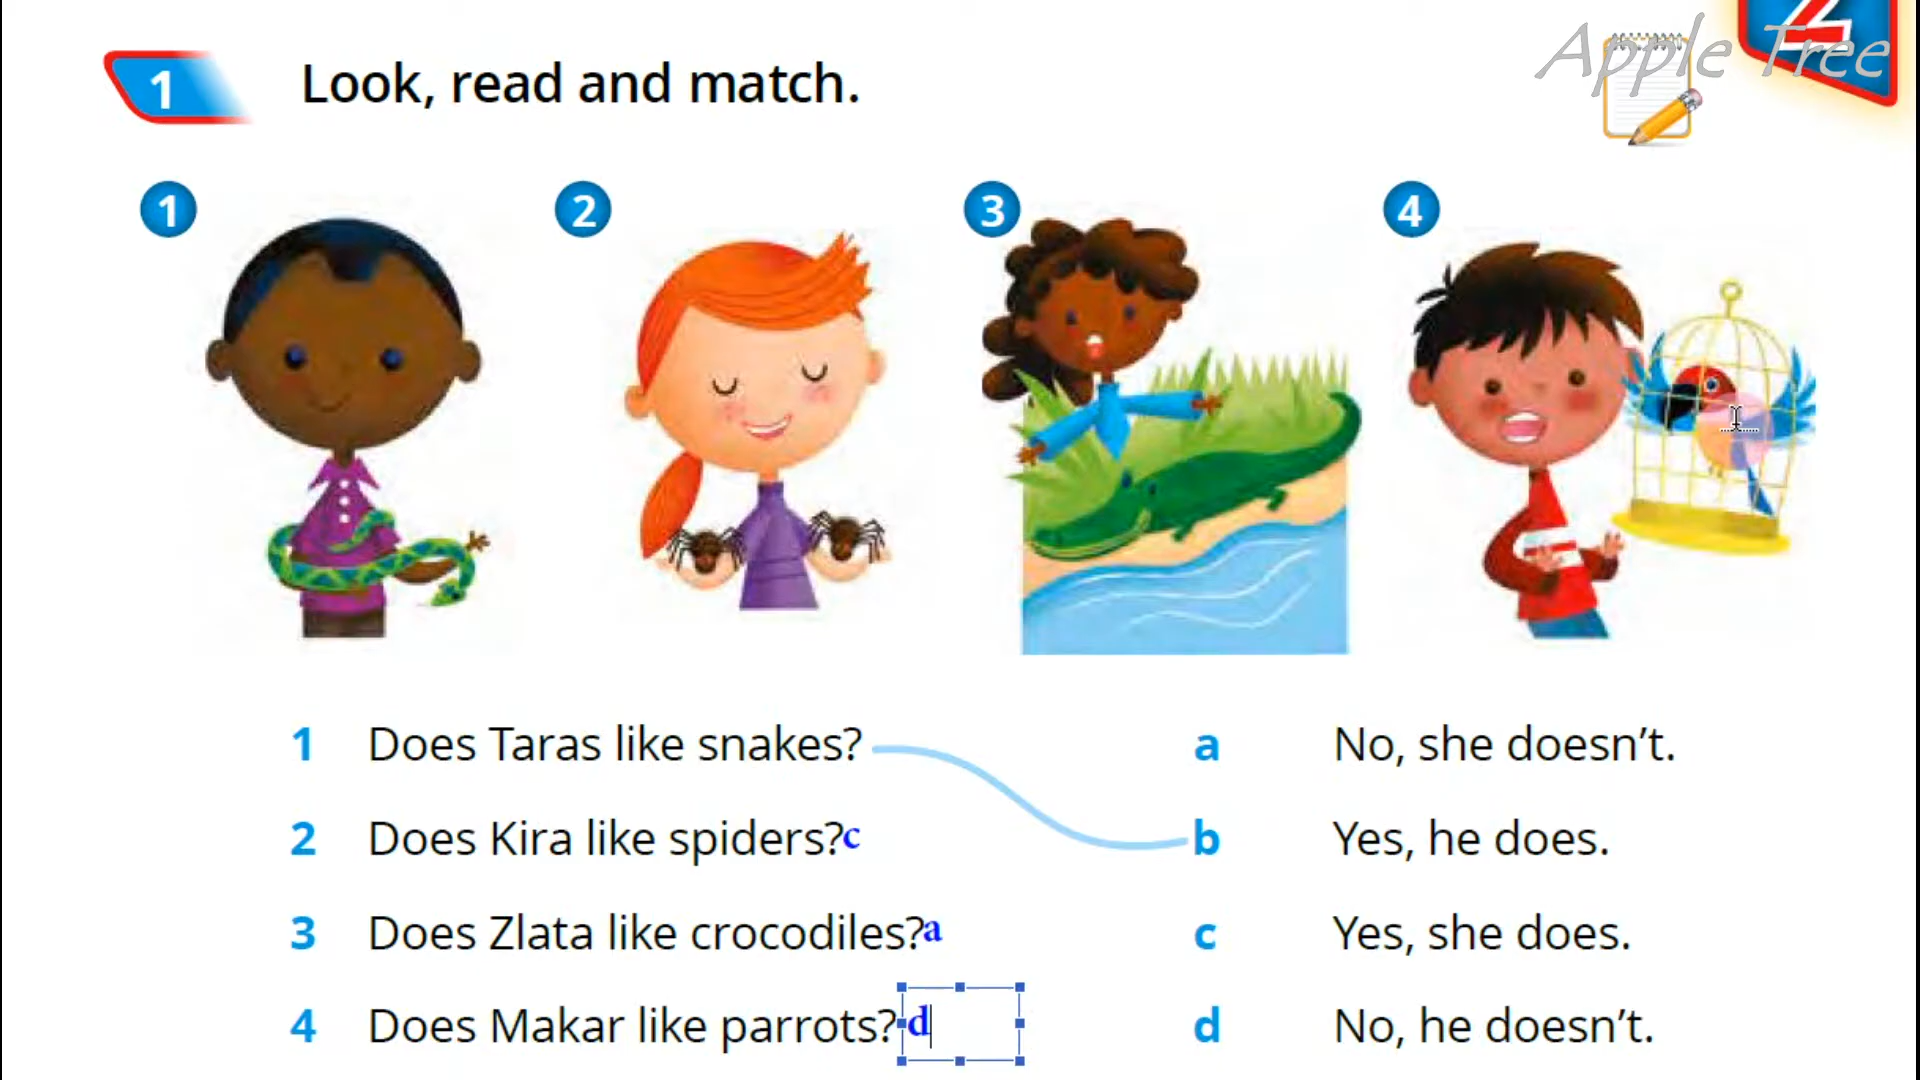 Apple Tree
2
1 Look, read and match.
1 2 3 4
1 Does Taras like snakes? a No, she doesn’t.
2 Does Kira like spiders?c b Yes, he does.
3 Does Zlata like crocodiles?a c Yes, she does.
4 Does Makar like parrots? d d No, he doesn’t.